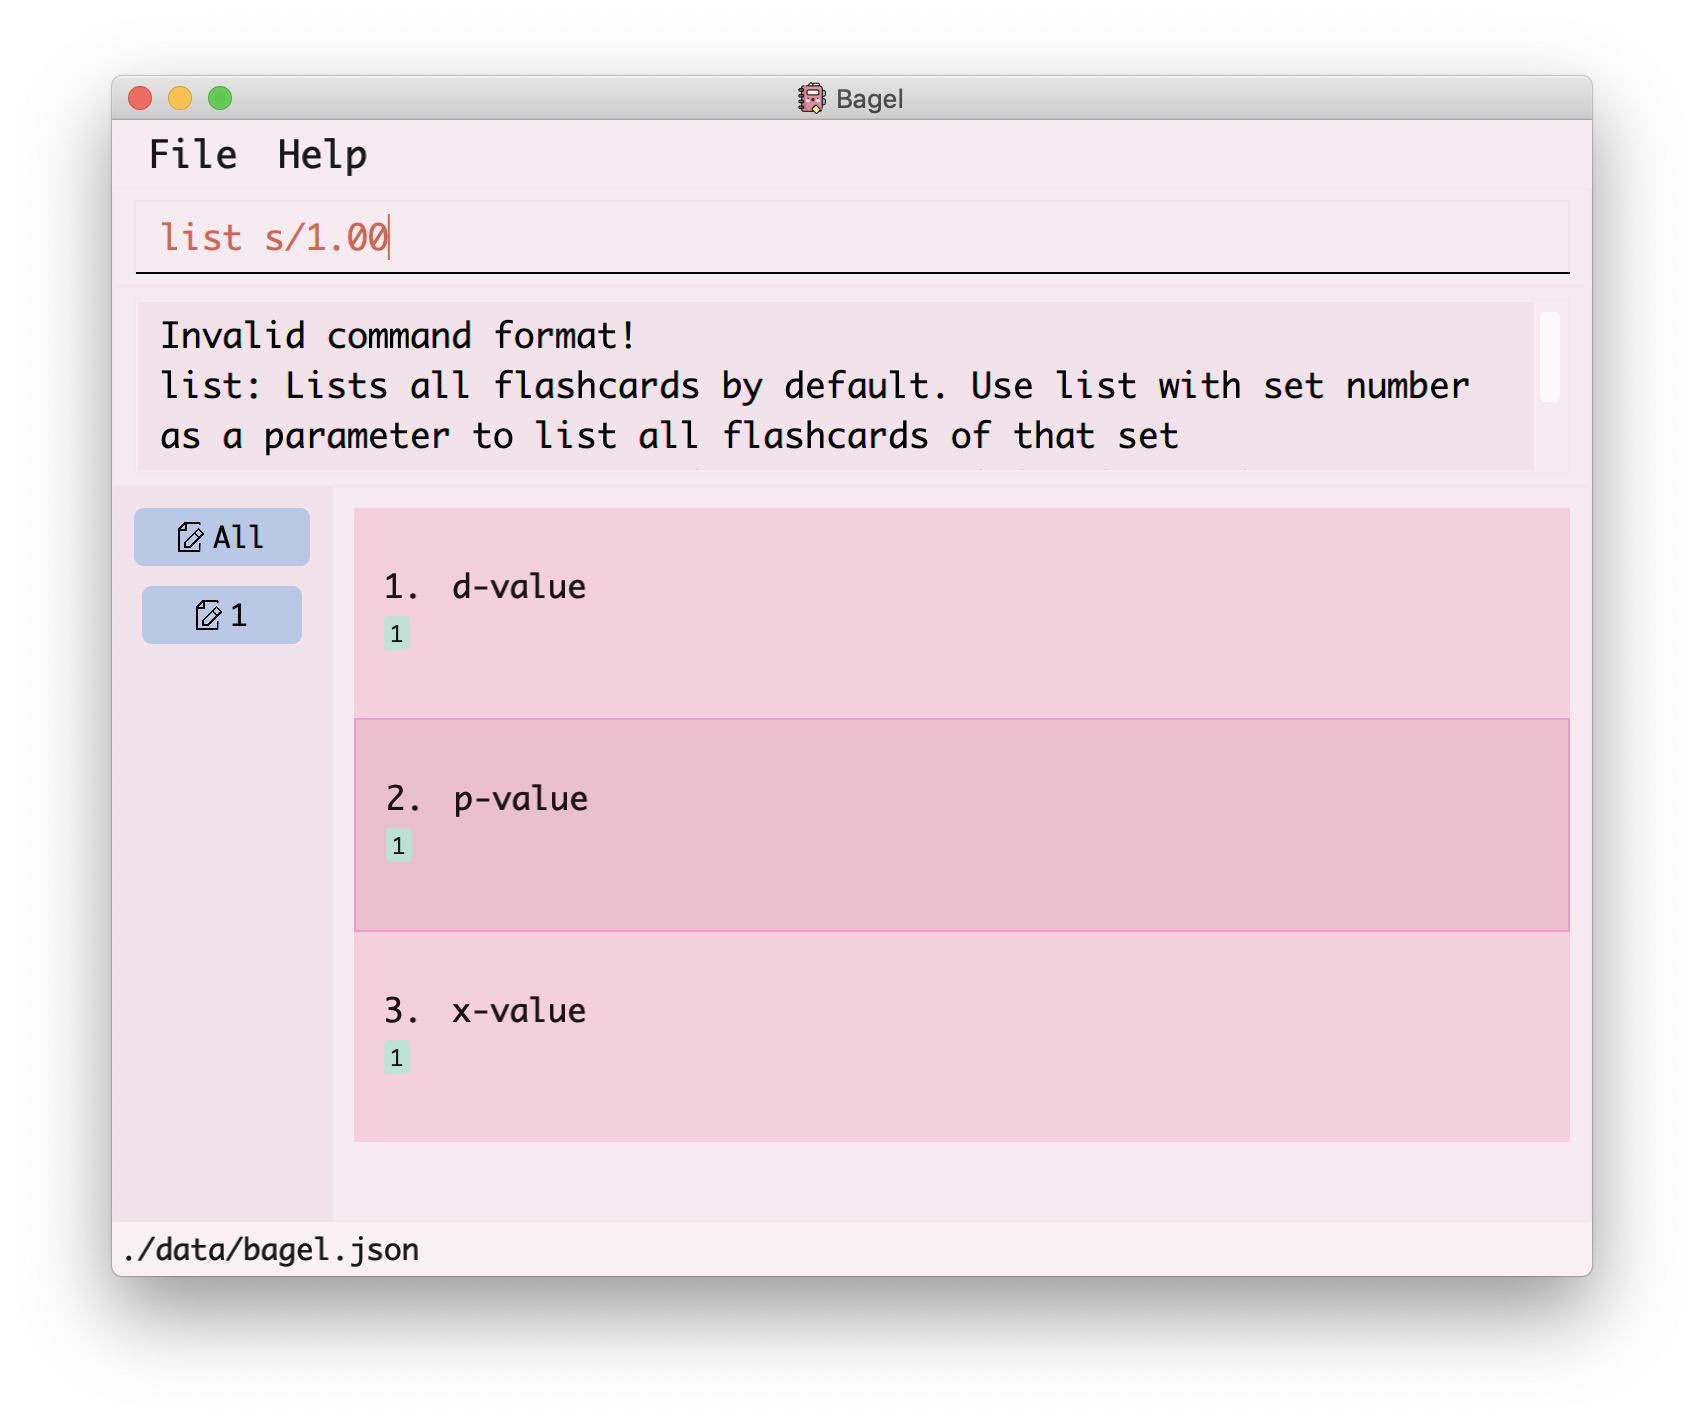 Bagel
File Help
list s/1.00
Invalid command format!
list: Lists all flashcards by default. Use list with set number
as a parameter to list all flashcards of that set
All
1
1. d-value
1
2. p-value
1
3. x-value
1
./data/bagel.json